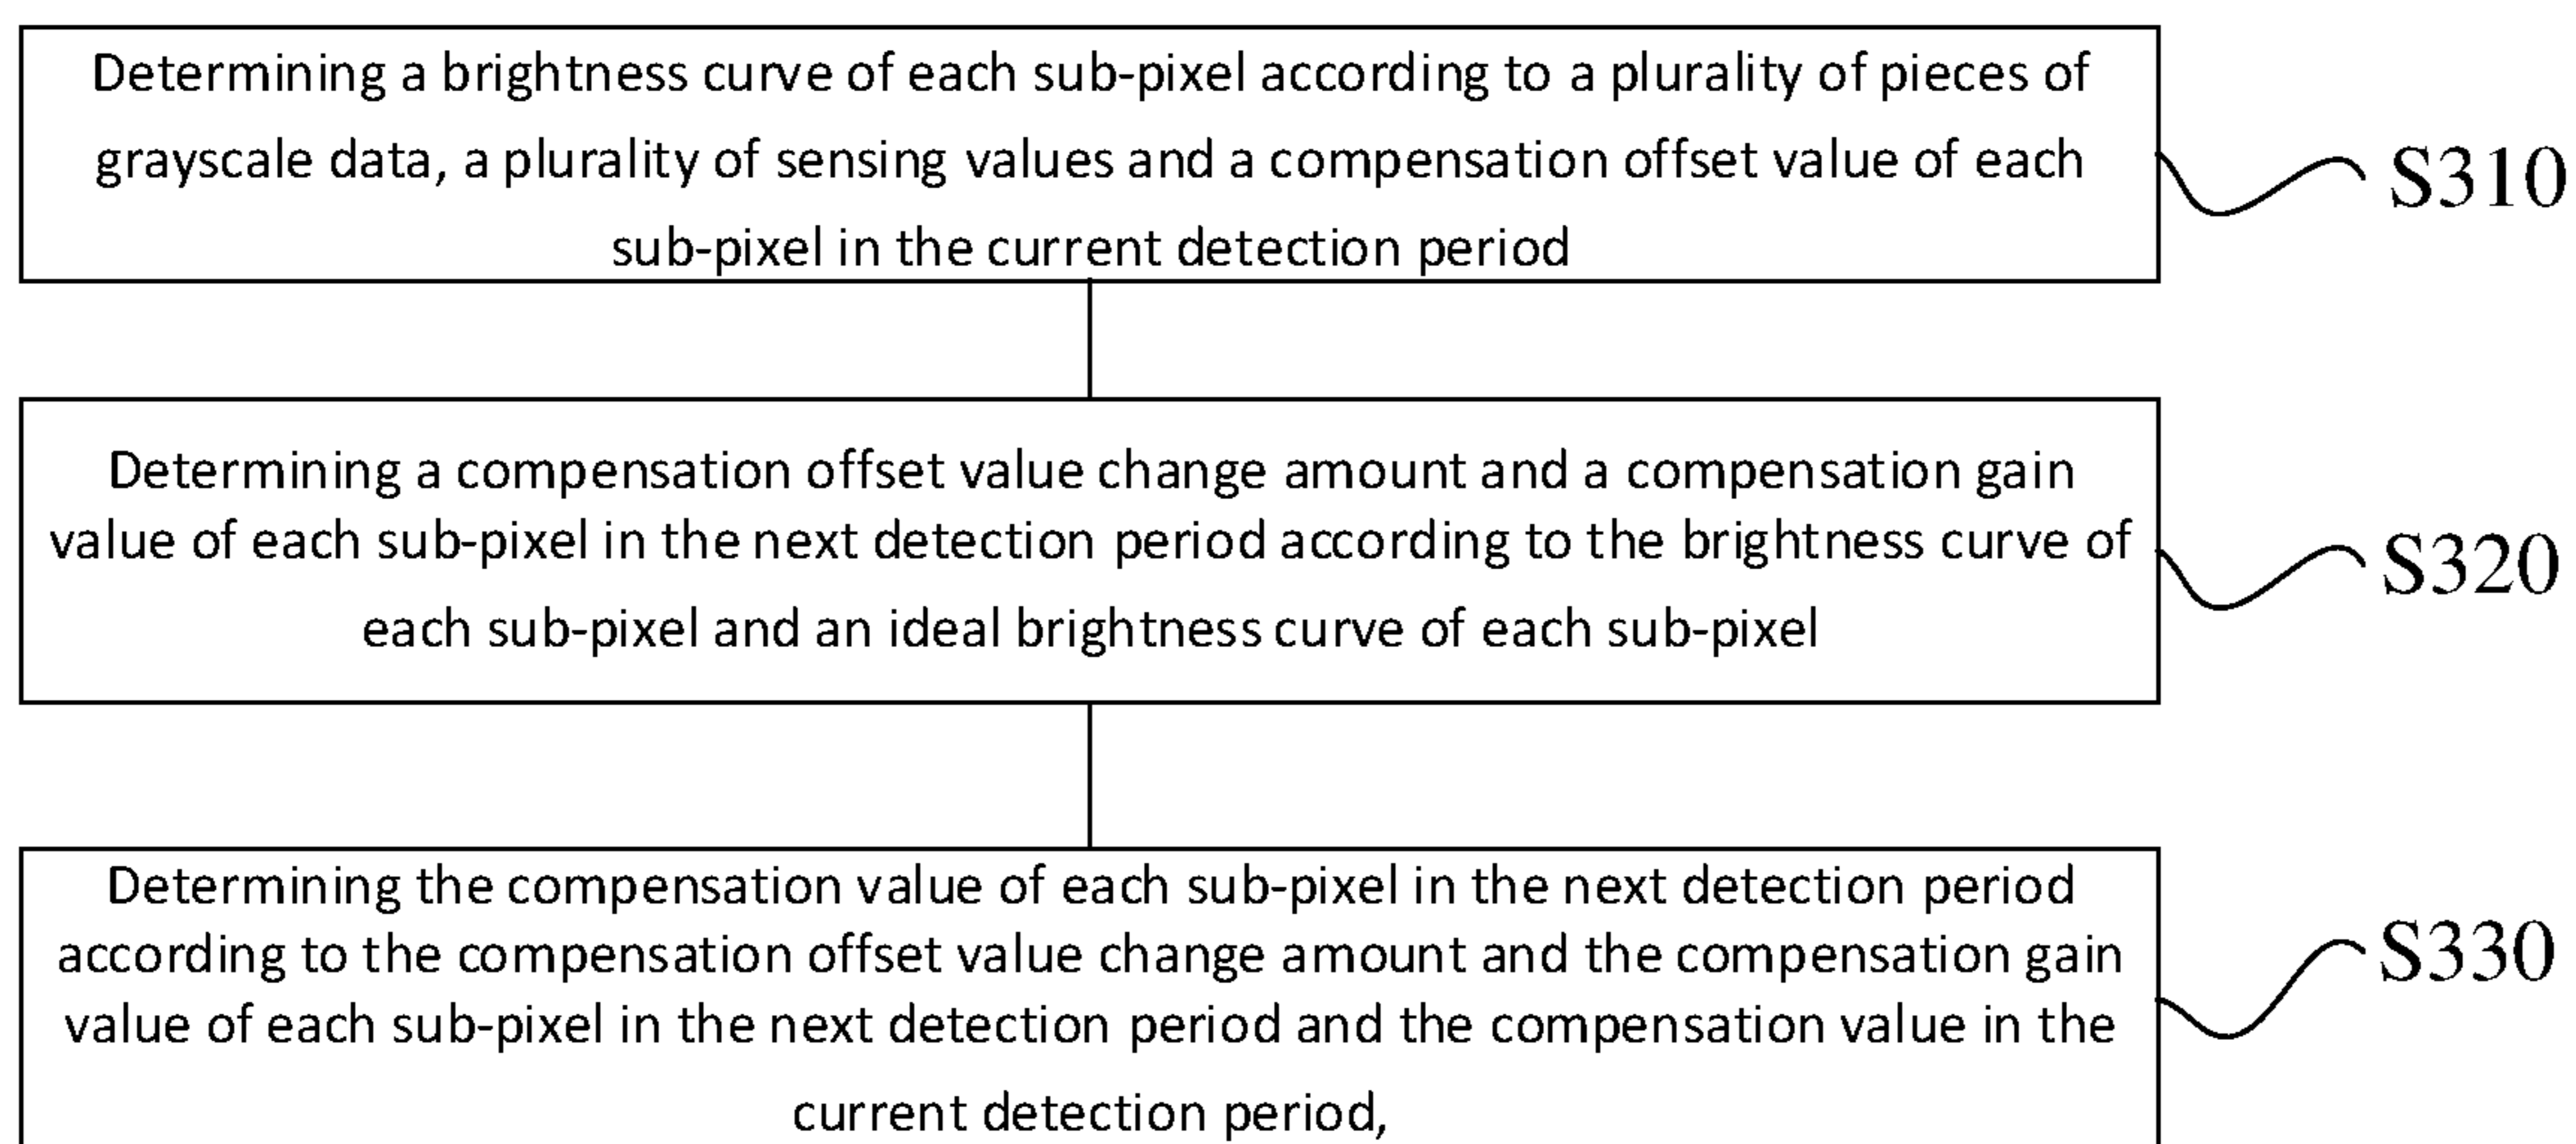 Determining a brightness curve of each sub-pixel according to a plurality of pieces of
grayscale data, a plurality of sensing values and a compensation offset value of each
sub-pixel in the current detection period
S310
Determining a compensation offset value change amount and a compensation gain
value of each sub-pixel in the next detection period according to the brightness curve of
each sub-pixel and an ideal brightness curve of each sub-pixel
S320
Determining the compensation value of each sub-pixel in the next detection period
according to the compensation offset value change amount and the compensation gain
value of each sub-pixel in the next detection period and the compensation value in the
current detection period,
S330